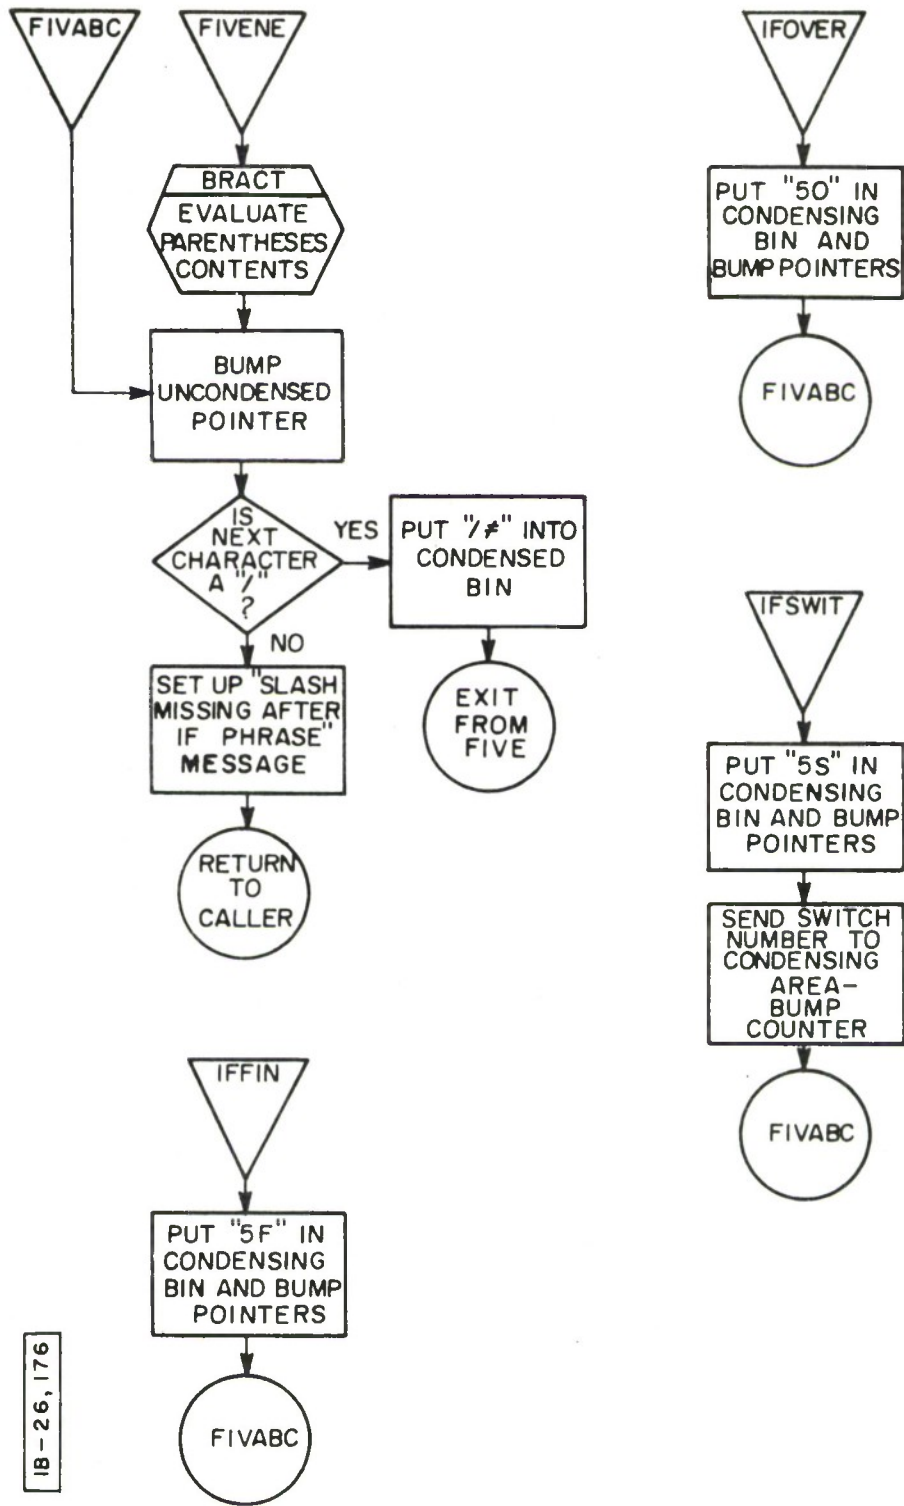 FIVABC
FIVENE
BRACT
EVALUATE
PARENTHESES
CONTENTS
BUMP
UNCONDENSED
POINTER
IS
NEXT
CHARACTER
A "/"
?
YES
PUT "/≠" INTO
CONDENSED
BIN
EXIT
FROM
FIVE
NO
SET UP "SLASH
MISSING AFTER
IF PHRASE"
MESSAGE
RETURN
TO
CALLER
IFFIN
PUT "5F" IN
CONDENSING
BIN AND BUMP
POINTERS
FIVABC
IFOVER
PUT "5O" IN
CONDENSING
BIN AND
BUMP POINTERS
FIVABC
IFSWIT
PUT "5S" IN
CONDENSING
BIN AND BUMP
POINTERS
SEND SWITCH
NUMBER TO
CONDENSING
AREA-
BUMP
COUNTER
FIVABC
IB-26,176